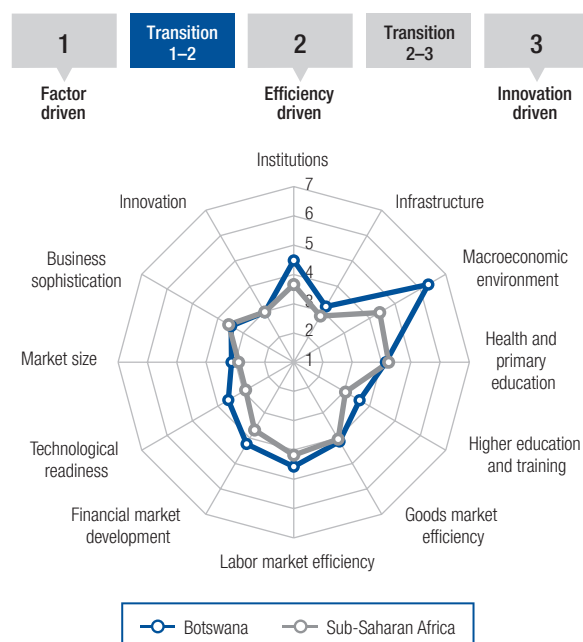 1
Transition
1–2
2
Transition
2–3
3
Factor
driven
Efficiency
driven
Innovation
driven
Institutions
Infrastructure
Macroeconomic
environment
Health and
primary
education
Higher education
and training
Goods market
efficiency
Labor market efficiency
Financial market
development
Technological
readiness
Market size
Business
sophistication
Innovation
7
6
5
4
3
2
1
Botswana
Sub-Saharan Africa